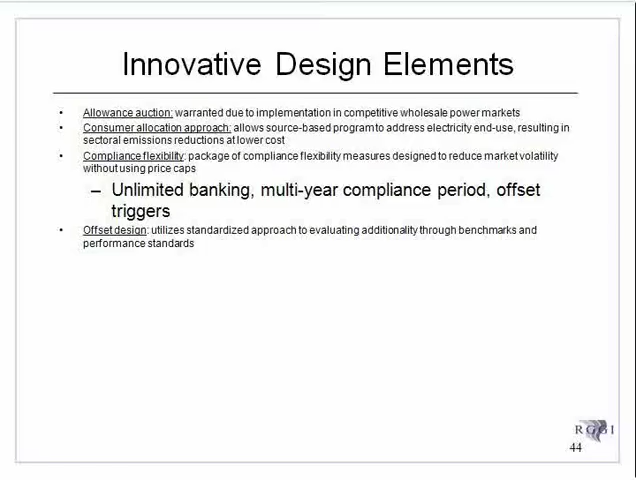 Innovative Design Elements
• Allowance auction: warranted due to implementation in competitive wholesale power markets
• Consumer allocation approach: allows source-based program to address electricity end-use, resulting in
sectoral emissions reductions at lower cost
• Compliance flexibility: package of compliance flexibility measures designed to reduce market volatility
without using price caps
– Unlimited banking, multi-year compliance period, offset
triggers
• Offset design: utilizes standardized approach to evaluating additionality through benchmarks and
performance standards
RGGI
44